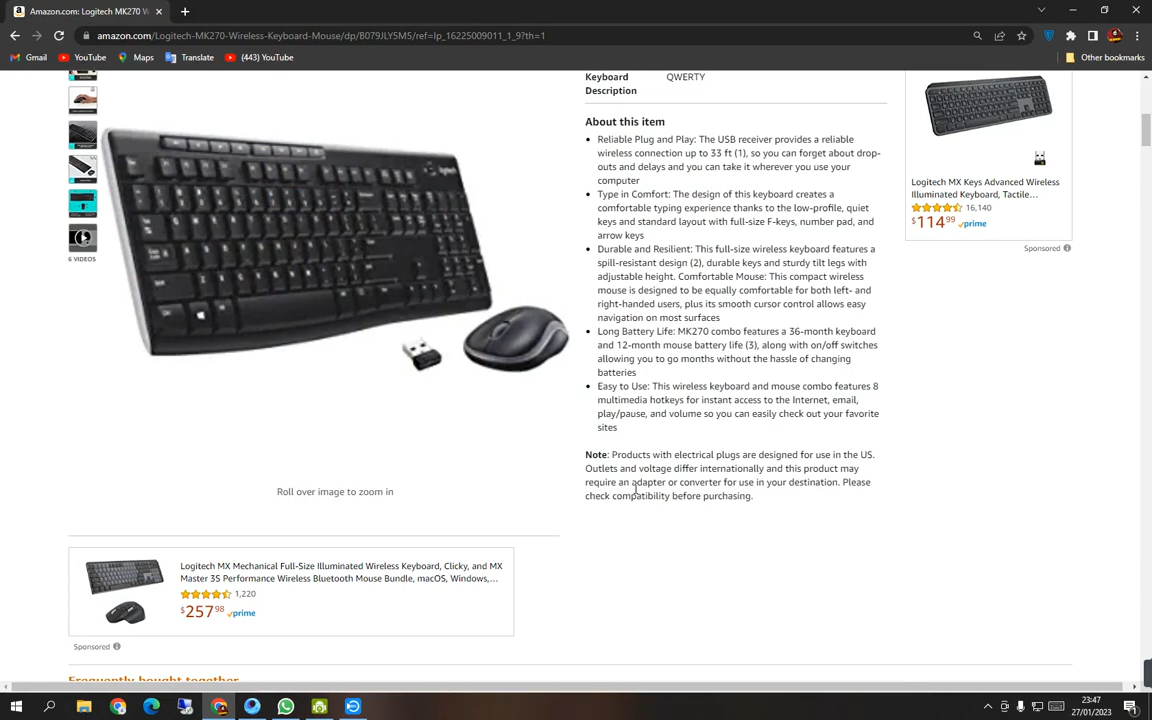 Amazon.com: Logitech MK270 W
amazon.com/Logitech-MK270-Wireless-Keyboard-Mouse/dp/B079JLY5M5/ref=lp_16225009011_1_9?th=1
Gmail YouTube Maps Translate (443) YouTube Other bookmarks
6 VIDEOS
logitech
Roll over image to zoom in
Keyboard Description QWERTY
About this item
• Reliable Plug and Play: The USB receiver provides a reliable
wireless connection up to 33 ft (1), so you can forget about drop-
outs and delays and you can take it wherever you use your
computer
• Type in Comfort: The design of this keyboard creates a
comfortable typing experience thanks to the low-profile, quiet
keys and standard layout with full-size F-keys, number pad, and
arrow keys
• Durable and Resilient: This full-size wireless keyboard features a
spill-resistant design (2), durable keys and sturdy tilt legs with
adjustable height. Comfortable Mouse: This compact wireless
mouse is designed to be equally comfortable for both left- and
right-handed users, plus its smooth cursor control allows easy
navigation on most surfaces
• Long Battery Life: MK270 combo features a 36-month keyboard
and 12-month mouse battery life (3), along with on/off switches
allowing you to go months without the hassle of changing
batteries
• Easy to Use: This wireless keyboard and mouse combo features 8
multimedia hotkeys for instant access to the Internet, email,
play/pause, and volume so you can easily check out your favorite
sites
Note: Products with electrical plugs are designed for use in the US.
Outlets and voltage differ internationally and this product may
require an adapter or converter for use in your destination. Please
check compatibility before purchasing.
Logitech MX Keys Advanced Wireless
Illuminated Keyboard, Tactile...
16,140
$114⁹⁹ prime
Sponsored
Logitech MX Mechanical Full-Size Illuminated Wireless Keyboard, Clicky, and MX
Master 3S Performance Wireless Bluetooth Mouse Bundle, macOS, Windows,...
1,220
$257⁹⁸ prime
Sponsored
Frequently bought together
23:47
27/01/2023
1